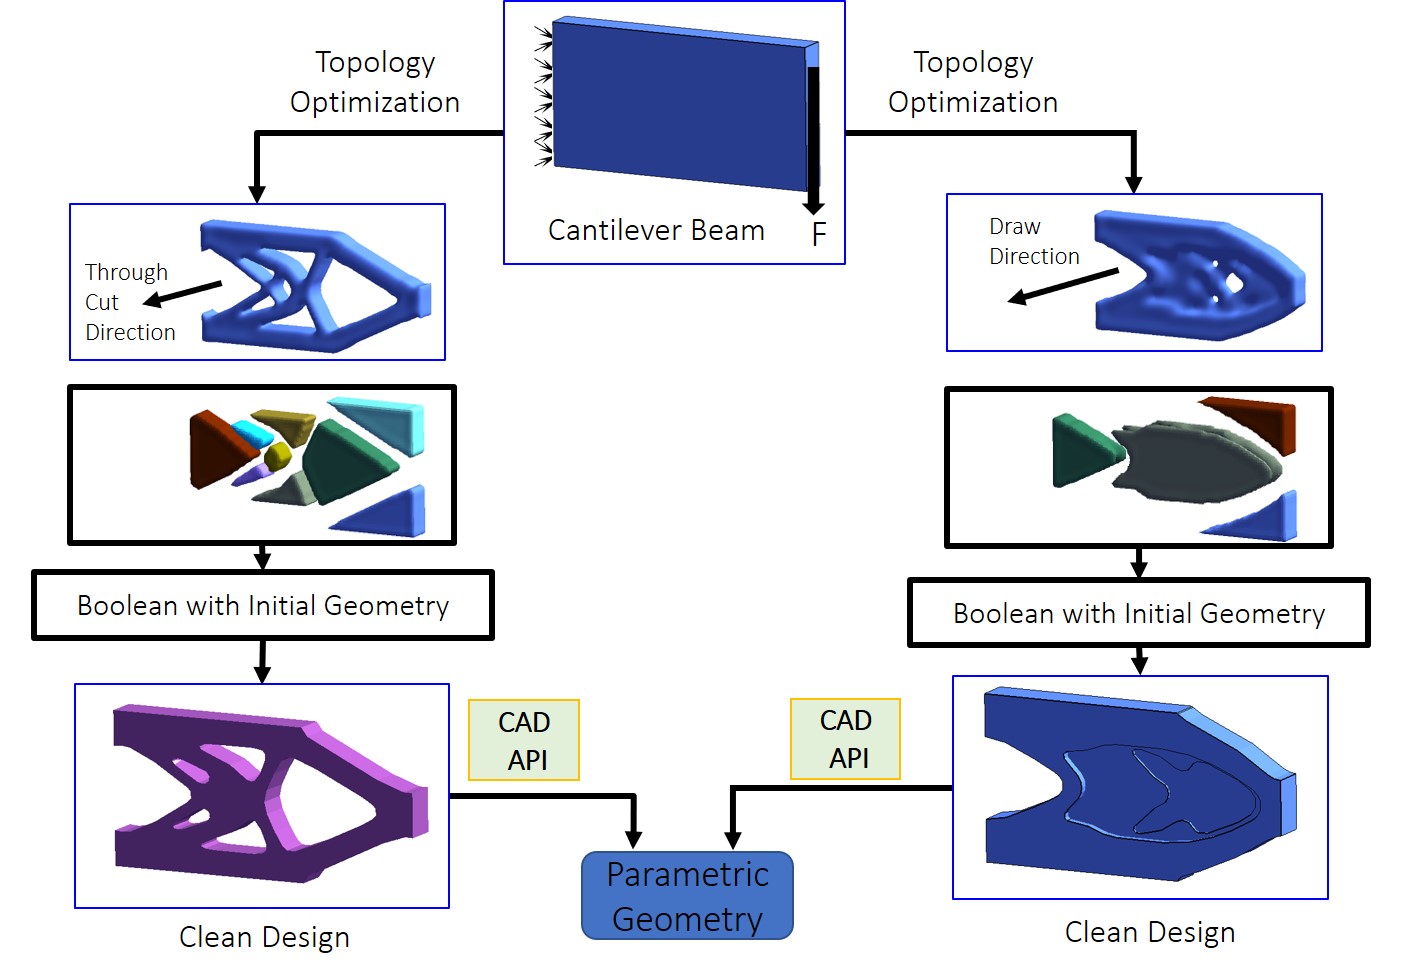 Topology
Optimization
Topology
Optimization
Cantilever Beam
F
Through
Cut
Direction
Draw
Direction
Boolean with Initial Geometry
Boolean with Initial Geometry
CAD
API
CAD
API
Parametric
Geometry
Clean Design
Clean Design